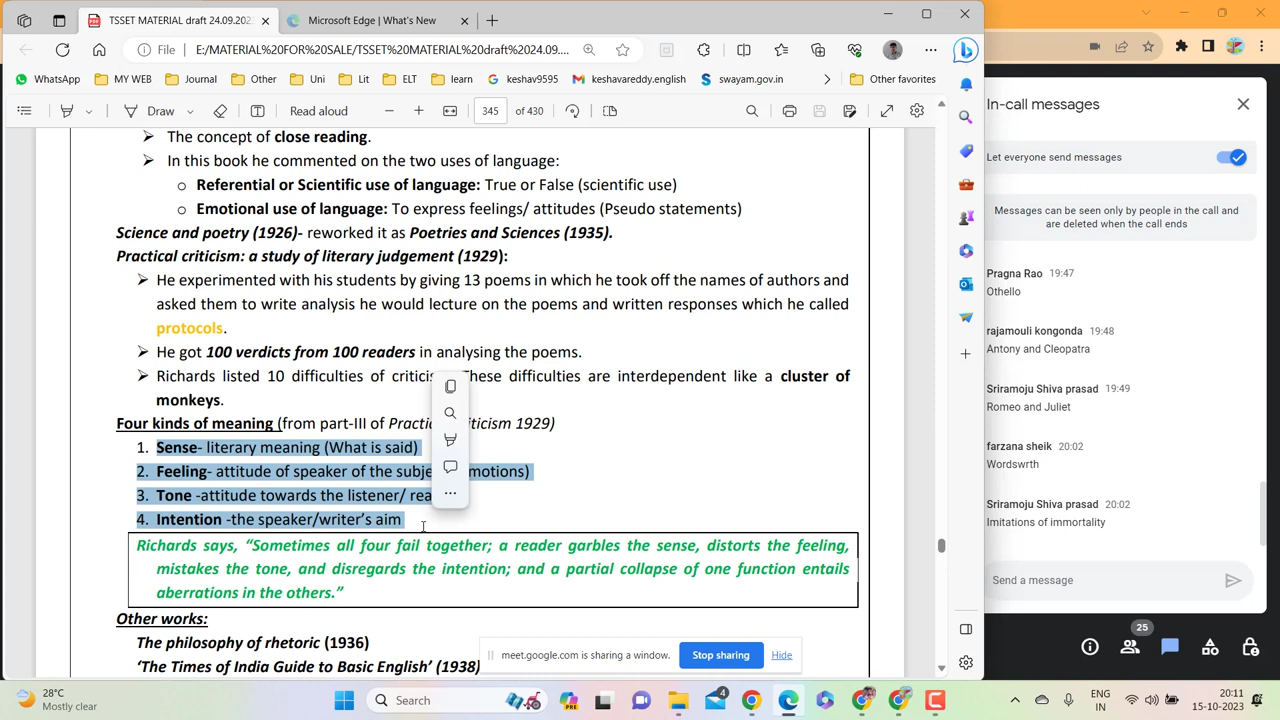 TSSET MATERIAL draft 24.09.202
Microsoft Edge | What's New
File
E:/MATERIAL%20FOR%20SALE/TSSET%20MATERIAL%20draft%2024.09....
WhatsApp
MY WEB
Journal
Other
Uni
Lit
ELT
learn
keshav9595
keshavareddy.english
swayam.gov.in
Other favorites
Draw
Read aloud
345
of 430
The concept of close reading.
In this book he commented on the two uses of language:
Referential or Scientific use of language: True or False (scientific use)
Emotional use of language: To express feelings/ attitudes (Pseudo statements)
Science and poetry (1926)- reworked it as Poetries and Sciences (1935).
Practical criticism: a study of literary judgement (1929):
He experimented with his students by giving 13 poems in which he took off the names of authors and
asked them to write analysis he would lecture on the poems and written responses which he called
protocols.
He got 100 verdicts from 100 readers in analysing the poems.
Richards listed 10 difficulties of critic These difficulties are interdependent like a cluster of
monkeys.
Four kinds of meaning (from part-III of Practic iticism 1929)
1. Sense- literary meaning (What is said)
2. Feeling- attitude of speaker of the subje motions)
3. Tone -attitude towards the listener/ rea
4. Intention -the speaker/writer's aim
Richards says, "Sometimes all four fail together; a reader garbles the sense, distorts the feeling,
mistakes the tone, and disregards the intention; and a partial collapse of one function entails
aberrations in the others."
Other works:
The philosophy of rhetoric (1936)
'The Times of India Guide to Basic English' (1938)
meet.google.com is sharing a window.
Stop sharing
Hide
In-call messages
Let everyone send messages
Messages can be seen only by people in the call and
are deleted when the call ends
Pragna Rao 19:47
Othello
rajamouli kongonda 19:48
Antony and Cleopatra
Sriramoju Shiva prasad 19:49
Romeo and Juliet
farzana sheik 20:02
Wordswrth
Sriramoju Shiva prasad 20:02
Imitations of immortality
Send a message
25
28°C
Mostly clear
Search
PRE
4
ENG
IN
20:11
15-10-2023